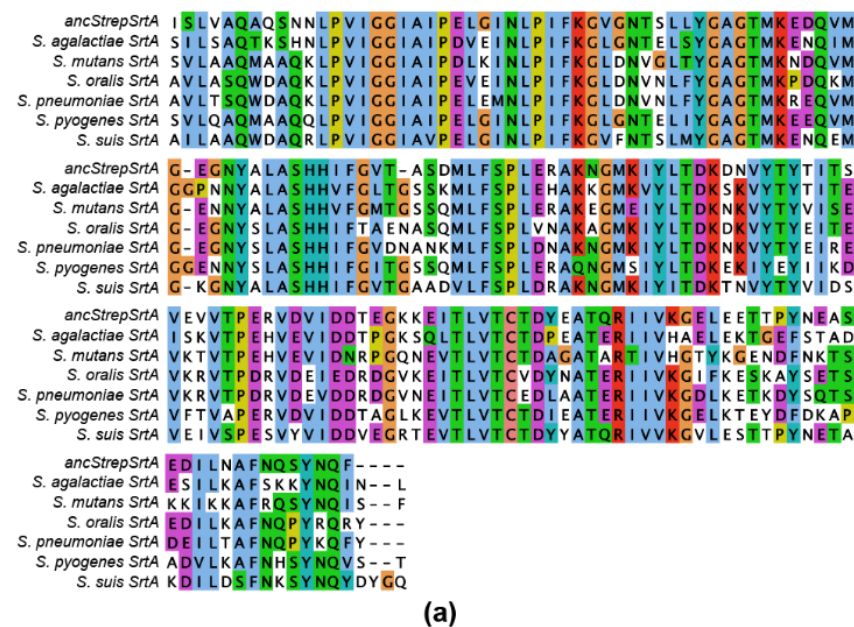 ancStrepSrtA ISLVAQAQSNNLPVIGGIAIPELGINLPIFKGVGNTSLLYGAGTMKEDQVM
S. agalactiae SrtA SILSAQTKSHNLPVIGGIAIPDVEINLPIFKGLGNTELSYGAGTMKENQIM
S. mutans SrtA SVLAAQMAAQKLPVIGGIAIPELGINLPIFKGLDNVGLTYGAGTMKNDQVM
S. oralis SrtA AVLASQWDAQKLPVIGGIAIPEVEINLPIFKGLDNVNLFYGAGTMKPDQKM
S. pneumoniae SrtA AVLTSQWDAQKLPVIGGIAIPELEMNLPIFKGLDNVNLFYGAGTMKREQVM
S. pyogenes SrtA SVLQAQMAAQQLPVIGGIAIPELGINLPIFKGLGNTELIYGAGTMKEEQVM
S. suis SrtA AILAAQWDAQRLPVIGGIAVPELGINLPIFKGVFNTSLMYGAGTMKENQEM
ancStrepSrtA G-EGNYALASHHIFGVT-ASDMLFSPLERAKNGMKIYLTDKDNVYTYTITS
S. agalactiae SrtA GGPNNYALASHHVFGLTGSSKMLFSPLEHAKKGMKVYLTDKSKVYTYTITE
S. mutans SrtA G-ENNYSLASHHVFGMTGSSQMLFSPLERAKEGMEIYLTDKNKVYTYVISE
S. oralis SrtA G-EGNYSLASHHIFTAENASQMLFSPLVNAKAGMKIYLTDKDKVYTYEITE
S. pneumoniae SrtA G-EGNYSLASHHIFGVDNANKMLFSPLDNAKNGMKIYLTDKNKVYTYEIRE
S. pyogenes SrtA GGENNYSLASHHIFGITGSSQMLFSPLERAQNGMSIYLTDKEKIYEYIIKD
S. suis SrtA G-KGNYALASHHIFGVTGAADVLFSPLDRAKNGMKIYLTDKTNVYTYVIDS
ancStrepSrtA VEVVTPERVDVIDDTEGKKEITLVTCTDYEATQRIIVKGELEETTPYNEAS
S. agalactiae SrtA ISKVTPEHVEVIDDTPGKSQLTLVTCTDPEATERIIVHAELEKTGEFSTAD
S. mutans SrtA VKTVTPEHVEVIDNRPGQNEVTLVTCTDAGATARTIVHGTYKGENDFNKTS
S. oralis SrtA VKRVTPDRVDEIEDRDGVKEITLVTCVDYNATERIIVKGIFKESKAYSETS
S. pneumoniae SrtA VKRVTPDRVDEVDDRDGVNEITLVTCEDLAATERIIVKGDLKETKDYSQTS
S. pyogenes SrtA VFTVAPERVDVIDDTAGLKEVTLVTCTDIEATERIIVKGELKTEYDFDKAP
S. suis SrtA VEIVSPESVYVIDDVEGRTEVTLVTCTDYYATQRIVVKGVLESTTPYNETA
ancStrepSrtA EDILNAFNQSYNQF----
S. agalactiae SrtA ESILKAFSKKYNQIN--L
S. mutans SrtA KKIKKAFRQSYNQIS--F
S. oralis SrtA EDILKAFNQPYRQRY---
S. pneumoniae SrtA DEILTAFNQPYKQFY---
S. pyogenes SrtA ADVLKAFNHSYNQVS--T
S. suis SrtA KDILDSFNKSYNQYDYGQ
(a)